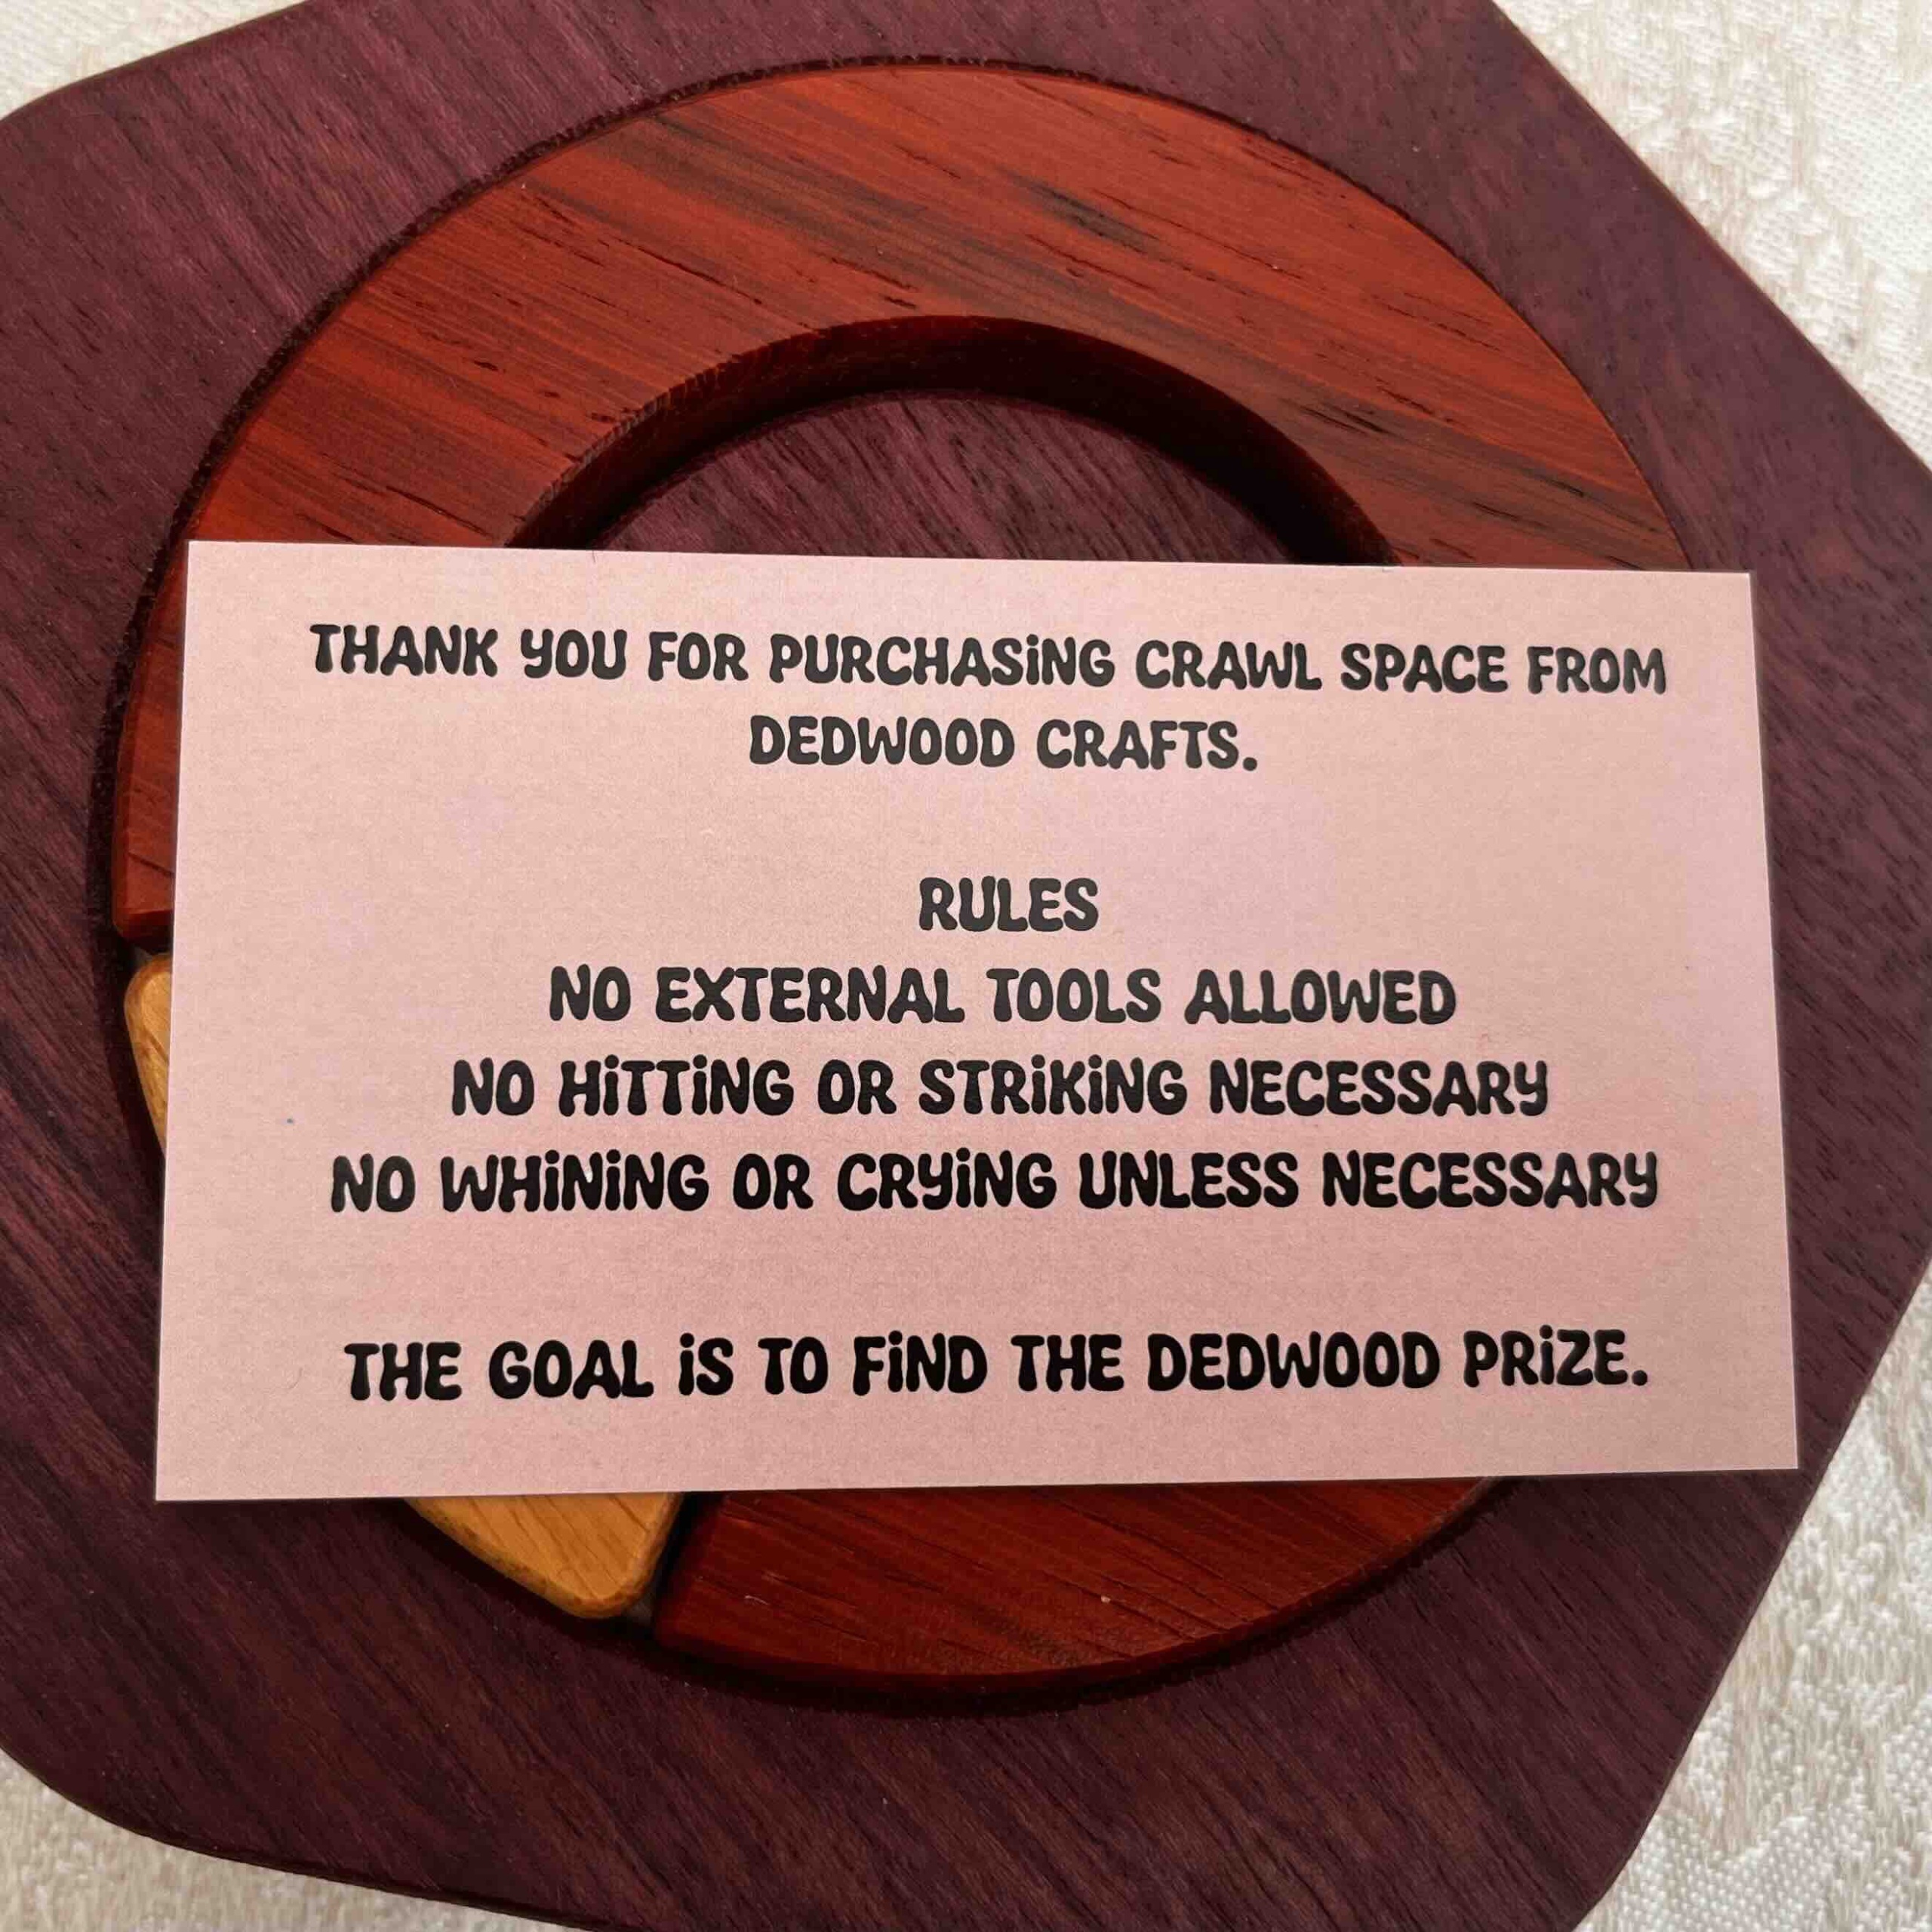 THANK YOU FOR PURCHASING CRAWL SPACE FROM
DEDWOOD CRAFTS.
RULES
NO EXTERNAL TOOLS ALLOWED
NO HITTING OR STRIKING NECESSARY
NO WHINING OR CRYING UNLESS NECESSARY
THE GOAL IS TO FIND THE DEDWOOD PRIZE.